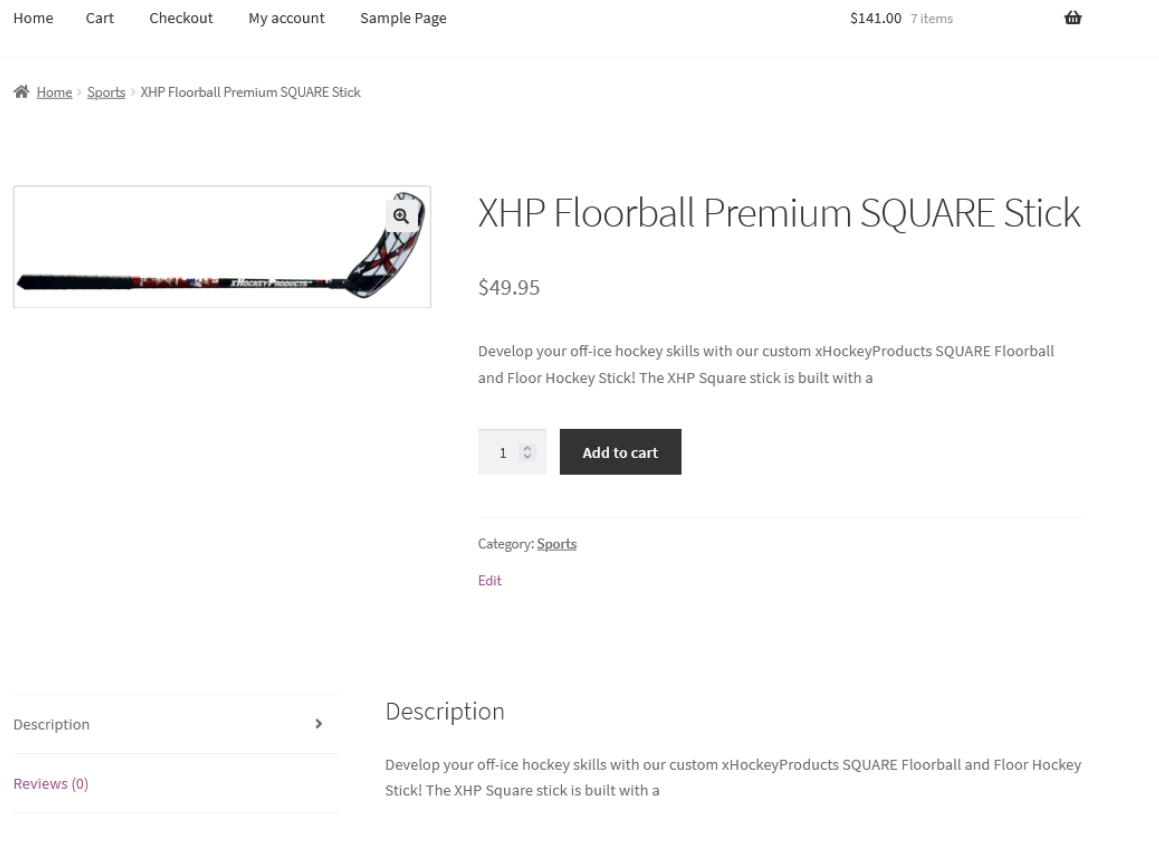 Home Cart Checkout My account Sample Page $141.00 7 items
Home Sports XHP Floorball Premium SQUARE Stick
XHOCKEYPRODUCTS
XHP Floorball Premium SQUARE Stick
$49.95
Develop your off-ice hockey skills with our custom xHockeyProducts SQUARE Floorball
and Floor Hockey Stick! The XHP Square stick is built with a
1 Add to cart
Category: Sports
Edit
Description
Reviews (0)
Description
Develop your off-ice hockey skills with our custom xHockeyProducts SQUARE Floorball and Floor Hockey
Stick! The XHP Square stick is built with a